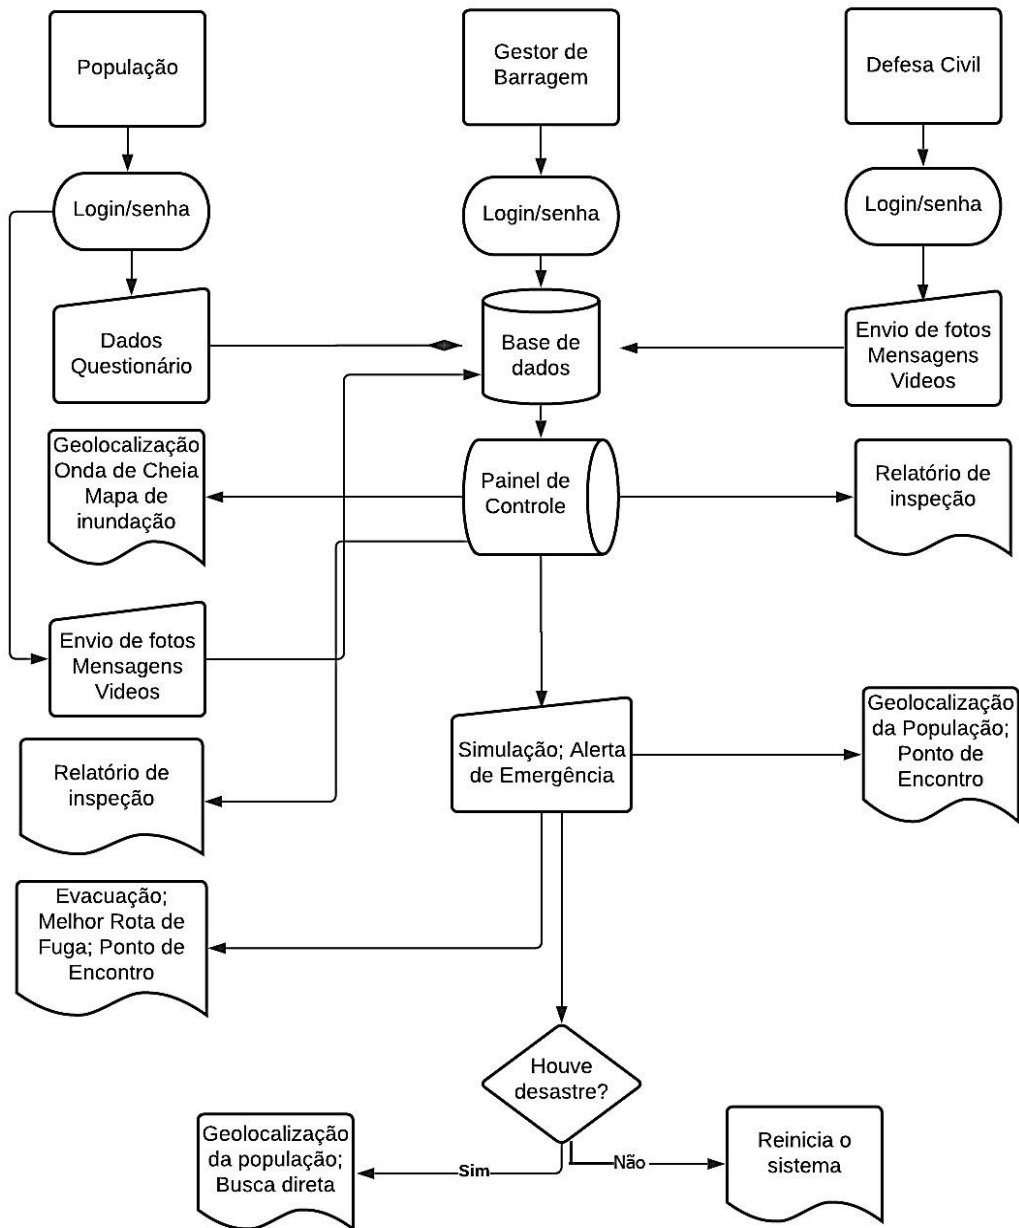 População
Gestor de
Barragem
Defesa Civil
Login/senha
Login/senha
Login/senha
Dados
Questionário
Base de
dados
Envio de fotos
Mensagens
Videos
Geolocalização
Onda de Cheia
Mapa de
inundação
Painel de
Controle
Relatório de
inspeção
Envio de fotos
Mensagens
Videos
Simulação; Alerta
de Emergência
Geolocalização
da População;
Ponto de
Encontro
Relatório de
inspeção
Evacuação;
Melhor Rota de
Fuga; Ponto de
Encontro
Houve
desastre?
Geolocalização
da população;
Busca direta
Sim
Não
Reinicia o
sistema